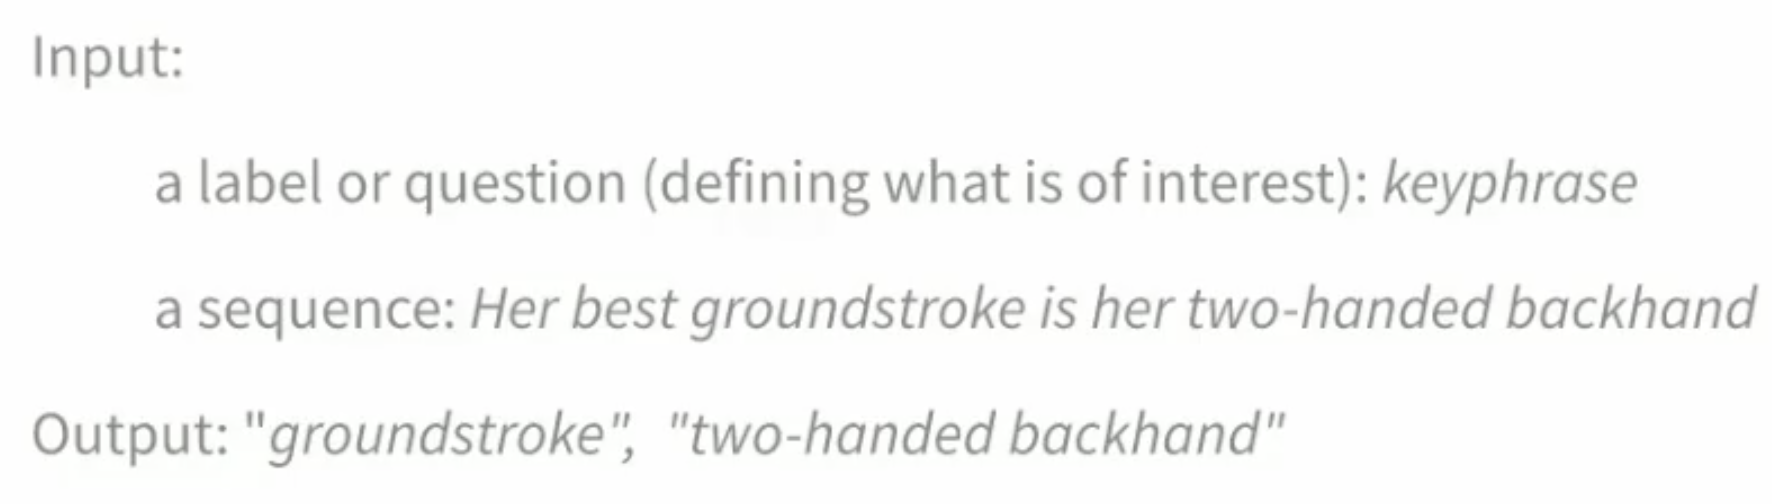 Input:
a label or question (defining what is of interest): keyphrase
a sequence: Her best groundstroke is her two-handed backhand
Output: "groundstroke", "two-handed backhand"